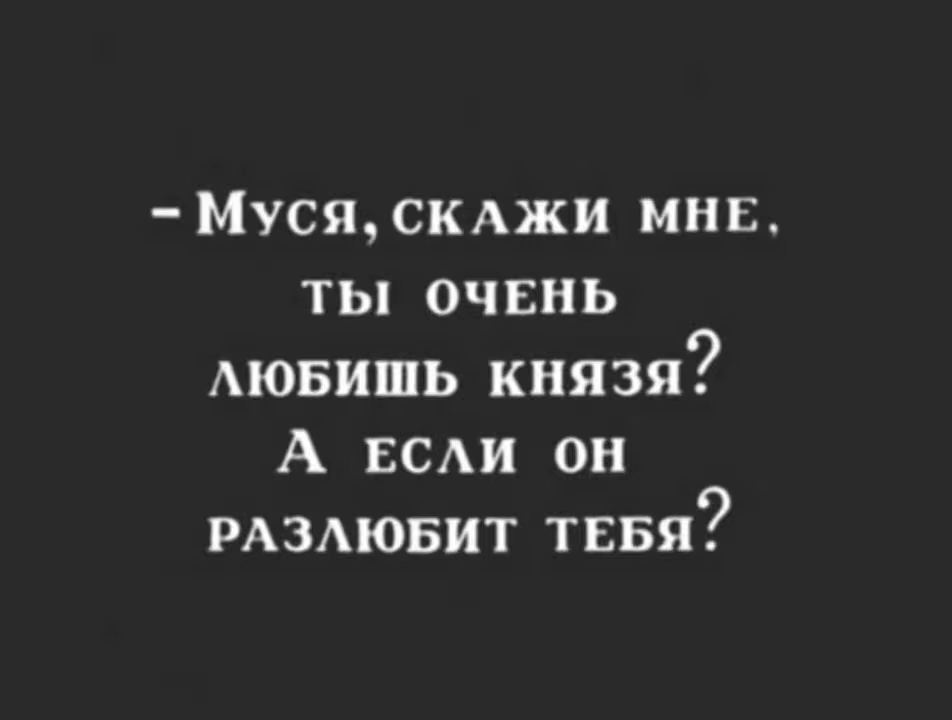 – Муся, скажи мне,
ты очень
любишь князя?
А если он
разлюбит тебя?